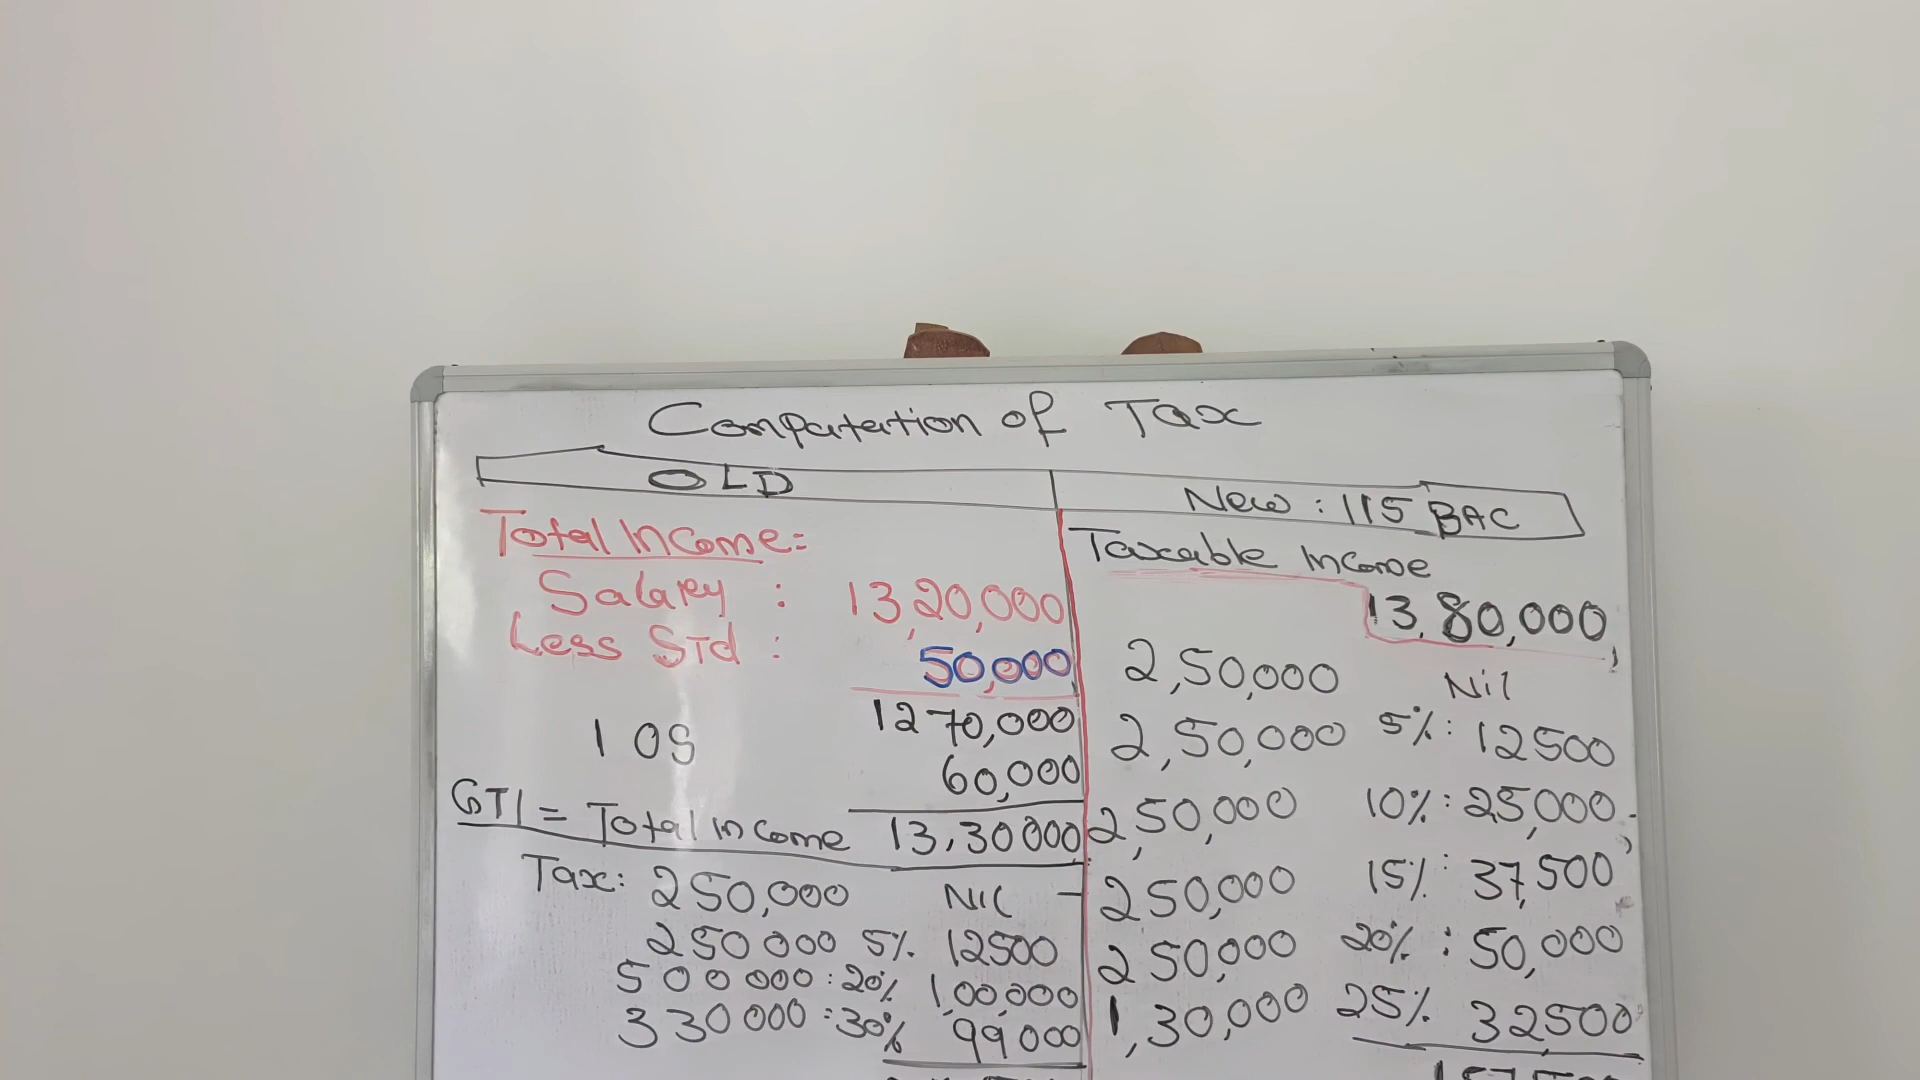 Computation of Tax
OLD
Total Income:
Salary : 13,20,000
Less STd : 50,000
12 70,000
IOS 60,000
GTI = Total Income 13,30000
Tax: 250,000 Nil
250000 5% 12500
500000 : 20% 1,00,000
330000 : 30% 99000
New : 115 BAC
Taxable Income
13,80,000
2,50,000 Nil
2,50,000 5% : 12500
2,50,000 10% : 25,000
250,000 15% : 37,500
250,000 20% : 50,000
1,30,000 25% 32500